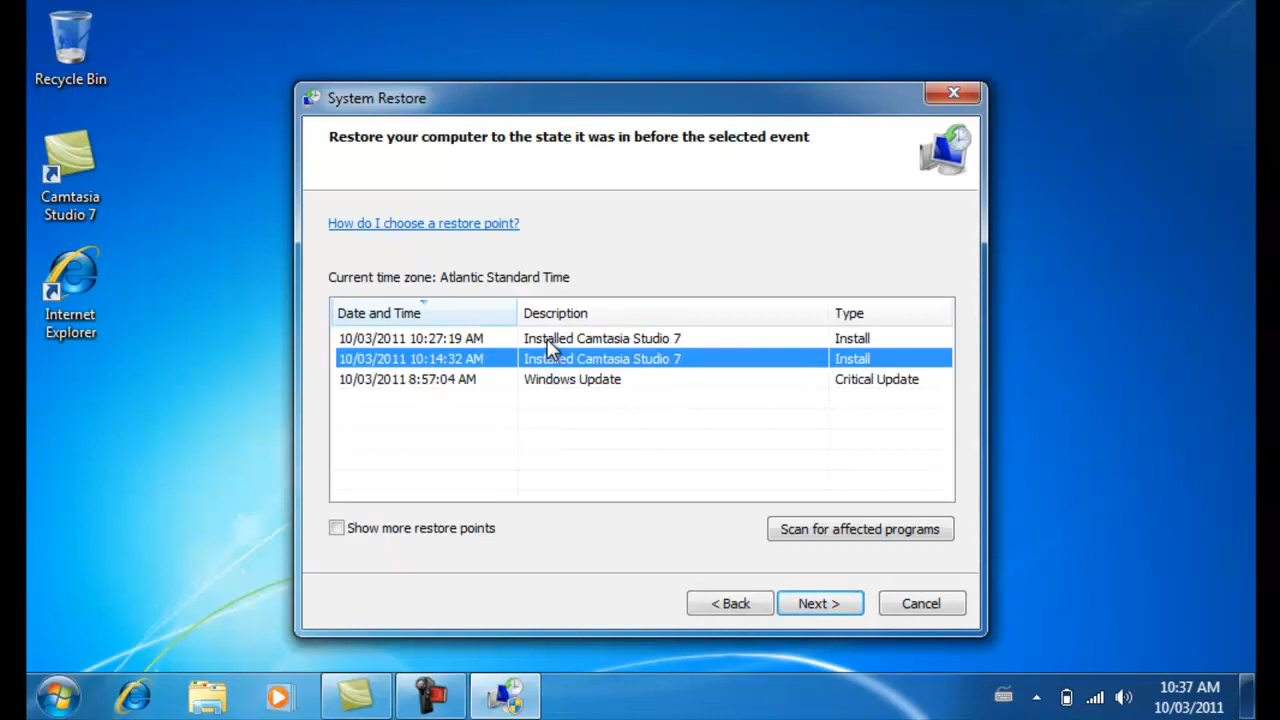 Recycle Bin
Camtasia
Studio 7
Internet
Explorer
System Restore
Restore your computer to the state it was in before the selected event
How do I choose a restore point?
Current time zone: Atlantic Standard Time
Date and Time Description Type
10/03/2011 10:27:19 AM Installed Camtasia Studio 7 Install
10/03/2011 10:14:32 AM Installed Camtasia Studio 7 Install
10/03/2011 8:57:04 AM Windows Update Critical Update
Show more restore points Scan for affected programs
< Back Next > Cancel
10:37 AM
10/03/2011